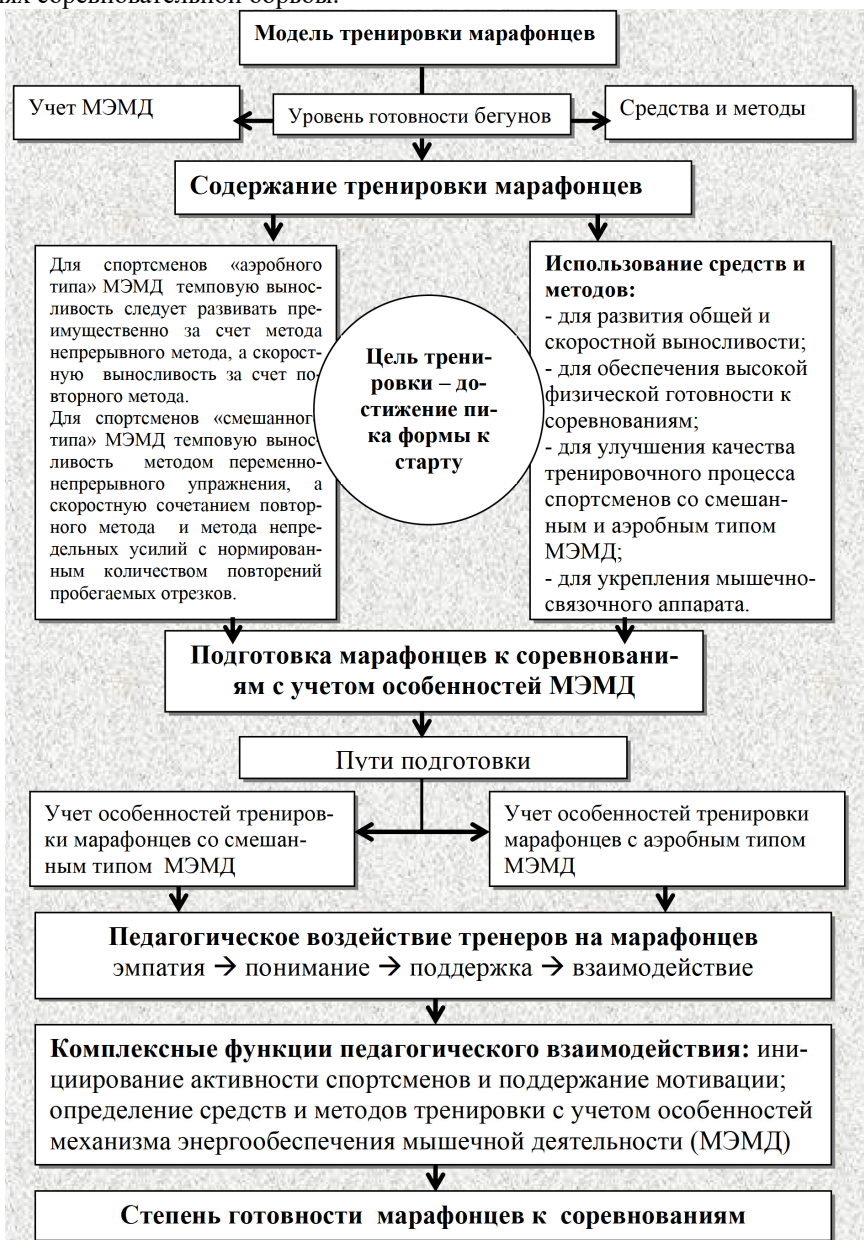 Модель тренировки марафонцев
Учет МЭМД
Уровень готовности бегунов
Средства и методы
Содержание тренировки марафонцев
Для спортсменов «аэробного
типа» МЭМД темповую вынос-
ливость следует развивать пре-
имущественно за счет метода
непрерывного метода, а скорост-
ную выносливость за счет по-
вторного метода.
Для спортсменов «смешанного
типа» МЭМД темповую вынос-
ливость методом переменно-
непрерывного упражнения, а
скоростную сочетанием повтор-
ного метода и метода непре-
дельных усилий с нормирован-
ным количеством повторений
пробегаемых отрезков.
Цель трени-
ровки – до-
стижение пи-
ка формы к
старту
Использование средств и
методов:
- для развития общей и
скоростной выносливости;
- для обеспечения высокой
физической готовности к
соревнованиям;
- для улучшения качества
тренировочного процесса
спортсменов со смешан-
ным и аэробным типом
МЭМД;
- для укрепления мышечно-
связочного аппарата.
Подготовка марафонцев к соревновани-
ям с учетом особенностей МЭМД
Пути подготовки
Учет особенностей трениров-
ки марафонцев со смешан-
ным типом МЭМД
Учет особенностей тренировки
марафонцев с аэробным типом
МЭМД
Педагогическое воздействие тренеров на марафонцев
эмпатия → понимание → поддержка → взаимодействие
Комплексные функции педагогического взаимодействия: ини-
циирование активности спортсменов и поддержание мотивации;
определение средств и методов тренировки с учетом особенностей
механизма энергообеспечения мышечной деятельности (МЭМД)
Степень готовности марафонцев к соревнованиям